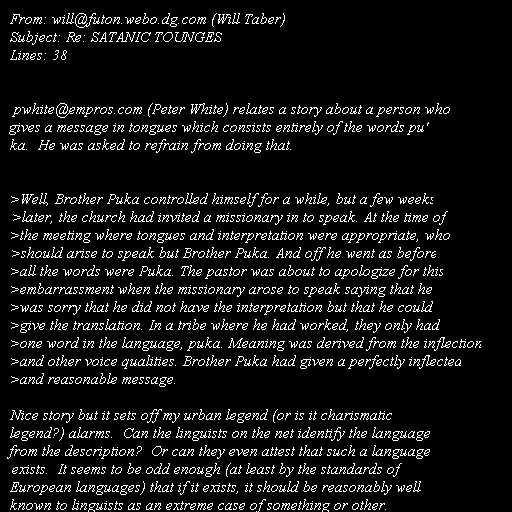 From: will@futon.webo.dg.com (Will Taber)
Subject: Re: SATANIC TOUNGES
Lines: 38
pwhite@empros.com (Peter White) relates a story about a person who
gives a message in tongues which consists entirely of the words pu'
ka.  He was asked to refrain from doing that.
>Well, Brother Puka controlled himself for a while, but a few weeks
>later, the church had invited a missionary in to speak. At the time of
>the meeting where tongues and interpretation were appropriate, who
>should arise to speak but Brother Puka. And off he went as before
>all the words were Puka. The pastor was about to apologize for this
>embarrassment when the missionary arose to speak saying that he
>was sorry that he did not have the interpretation but that he could
>give the translation. In a tribe where he had worked, they only had
>one word in the language, puka. Meaning was derived from the inflection
>and other voice qualities. Brother Puka had given a perfectly inflected
>and reasonable message.
Nice story but it sets off my urban legend (or is it charismatic
legend?) alarms.  Can the linguists on the net identify the language
from the description?  Or can they even attest that such a language
exists.  It seems to be odd enough (at least by the standards of
European languages) that if it exists, it should be reasonably well
known to linguists as an extreme case of something or other.